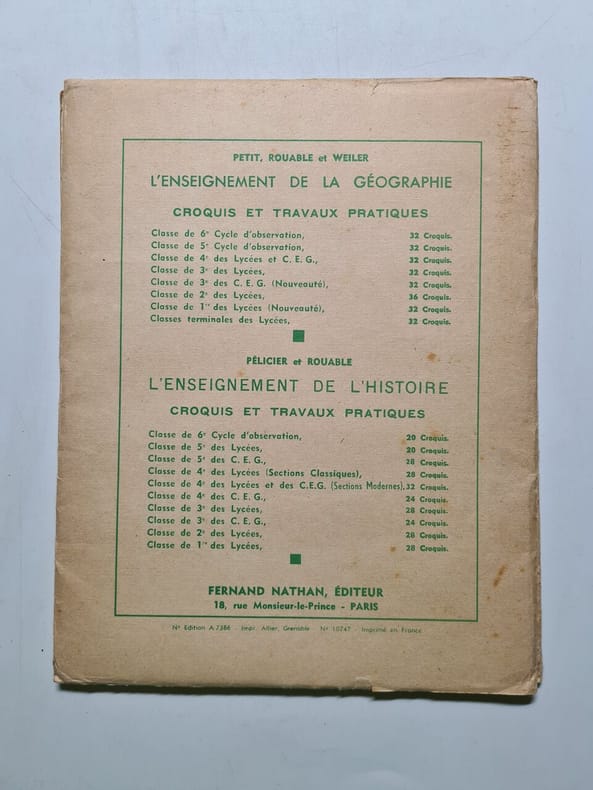 PETIT, ROUABLE et WEILER
L'ENSEIGNEMENT DE LA GÉOGRAPHIE
CROQUIS ET TRAVAUX PRATIQUES
Classe de 6e Cycle d'observation, 32 Croquis.
Classe de 5e Cycle d'observation, 32 Croquis.
Classe de 4e des Lycées et C. E. G., 32 Croquis.
Classe de 3e des Lycées, 32 Croquis.
Classe de 3e des C. E. G. (Nouveauté), 32 Croquis.
Classe de 2e des Lycées, 36 Croquis.
Classe de 1re des Lycées (Nouveauté), 32 Croquis.
Classes terminales des Lycées, 32 Croquis.
PÉLICIER et ROUABLE
L'ENSEIGNEMENT DE L'HISTOIRE
CROQUIS ET TRAVAUX PRATIQUES
Classe de 6e Cycle d'observation, 20 Croquis.
Classe de 5e des Lycées, 20 Croquis.
Classe de 5e des C. E. G., 28 Croquis.
Classe de 4e des Lycées (Sections Classiques), 28 Croquis.
Classe de 4e des Lycées et des C.E.G. (Sections Modernes), 32 Croquis.
Classe de 4e des C. E. G., 24 Croquis.
Classe de 3e des Lycées, 28 Croquis.
Classe de 3e des C. E. G., 24 Croquis.
Classe de 2e des Lycées, 28 Croquis.
Classe de 1re des Lycées, 28 Croquis.
FERNAND NATHAN, ÉDITEUR
18, rue Monsieur-le-Prince - PARIS
No Edition A 7386 Impr. Allier, Grenoble No 10747 - Imprimé en France